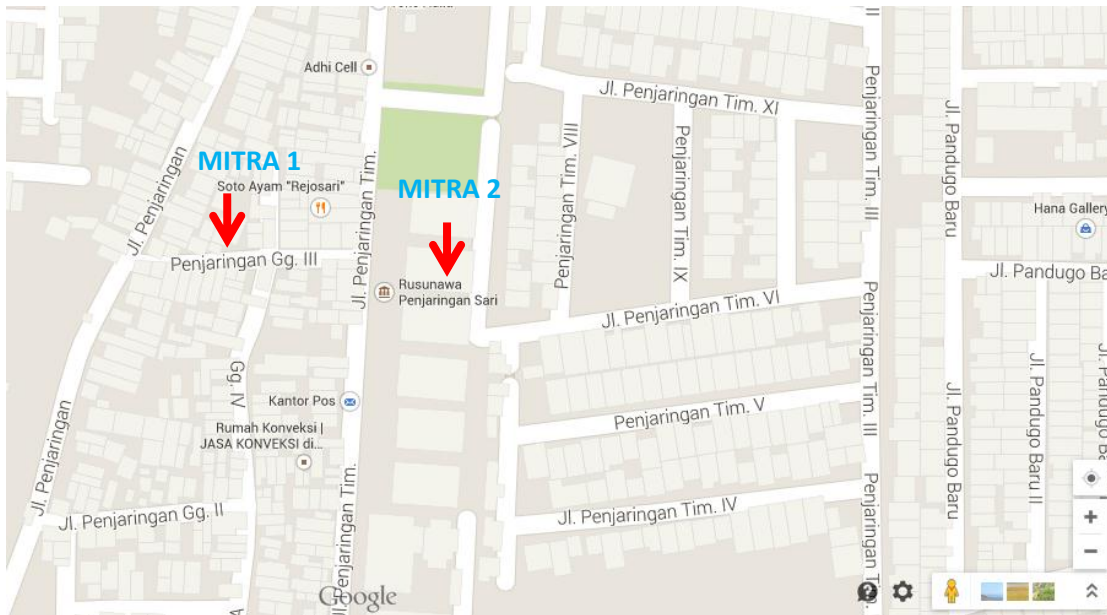 Adhi Cell
Jl. Penjaringan Tim. XI
II
Penjaringan Tim. III
Jl. Pandugo Baru
MITRA 1
Soto Ayam "Rejosari"
Jl. Penjaringan
Jl. Penjaringan Tim.
MITRA 2
Penjaringan Tim. VIII
Penjaringan Tim. IX
Hana Gallery
Penjaringan Gg. III
Rusunawa
Penjaringan Sari
Jl. Pandugo Ba
Jl. Penjaringan Tim. VI
Penjaringan Tim. III
Gg. IV
Kantor Pos
Rumah Konveksi |
JASA KONVEKSI di...
Penjaringan Tim. V
Jl. Pandugo Baru
Jl. Pandugo Baru II
Jl. Penjaringan
Jl. Penjaringan Gg. II
Jl. Penjaringan Tim.
Jl. Penjaringan Tim. IV
Penjaringan Tim.
Google